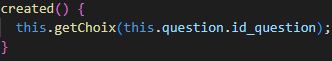 created() {
  this.getChoix(this.question.id_question);
}